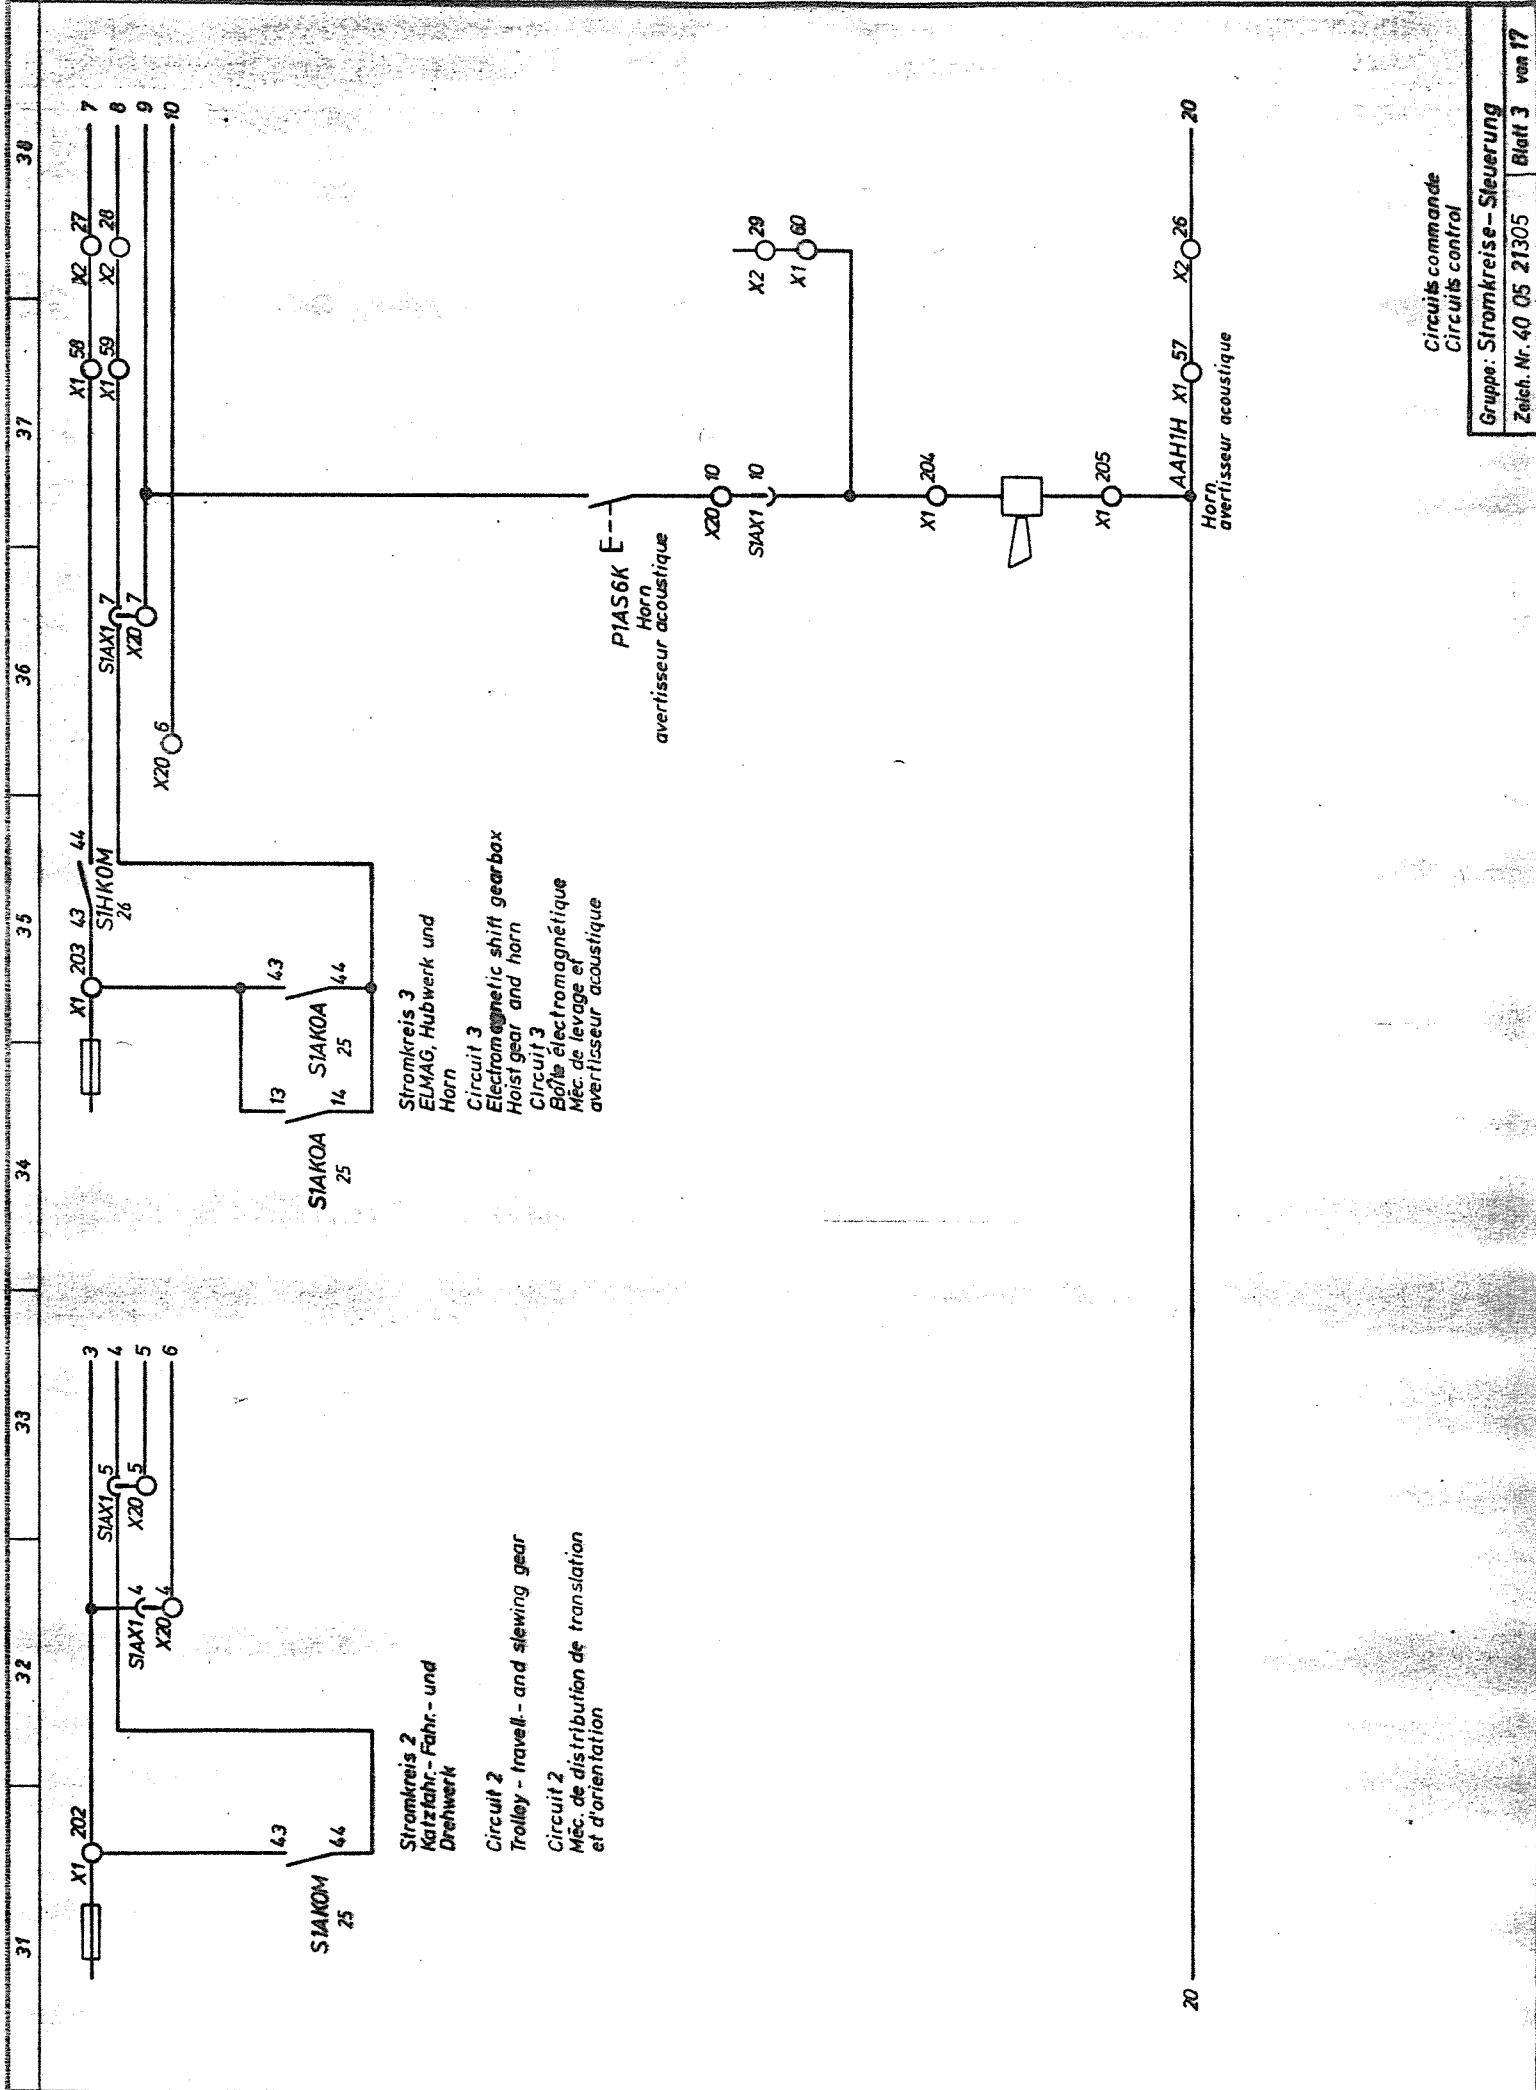 31 32 33 34 35 36 37 38
X1 202
S1AX1 4
X20 4
S1AX1 5
X20 5
3
4
5
6
43
44
S1AKOM
25
Stromkreis 2
Katzfahr.- Fahr.- und
Drehwerk
Circuit 2
Trolley - travell.- and slewing gear
Circuit 2
Méc. de distribution de translation
et d'orientation
X1 203
43 44
S1HKOM
26
X1 58
X2 27
7
X1 59
X2 28
8
S1AX1 7
X20 7
9
X20 6
10
13
14
S1AKOA
25
43
44
S1AKOA
25
Stromkreis 3
ELMAG, Hubwerk und
Horn
Circuit 3
Electromagnetic shift gearbox
Hoist gear and horn
Circuit 3
Boîte électromagnétique
Méc. de levage et
avertisseur acoustique
P1AS6K
Horn
avertisseur acoustique
X20 10
S1AX1 10
X2 29
X1 60
X1 204
X1 205
20
AAH1H X1 57
X2 26
20
Horn
avertisseur acoustique
Circuits commande
Circuits control
Gruppe: Stromkreise-Steuerung
Zeich. Nr. 40 05 21305 Blatt 3 von 17